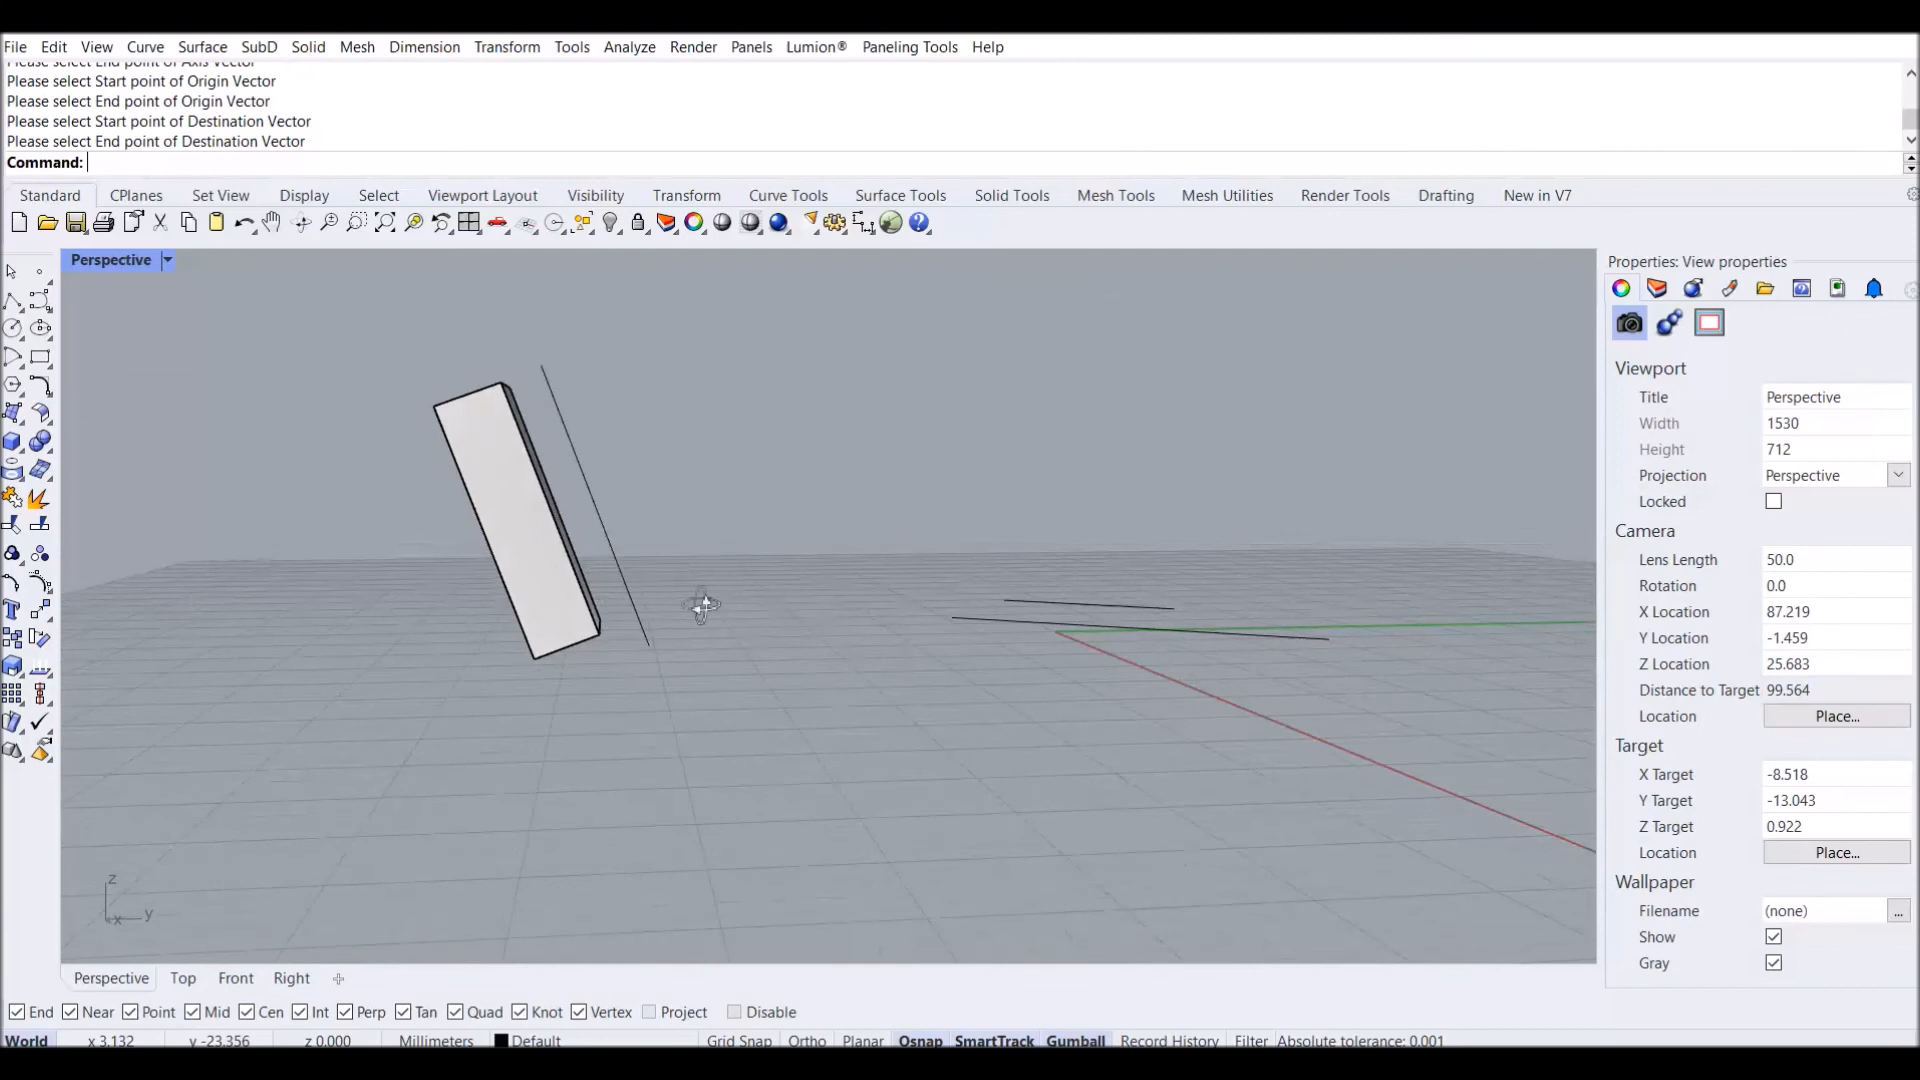 File Edit View Curve Surface SubD Solid Mesh Dimension Transform Tools Analyze Render Panels Lumion® Paneling Tools Help
Please select End point of Axis Vector
Please select Start point of Origin Vector
Please select End point of Origin Vector
Please select Start point of Destination Vector
Please select End point of Destination Vector
Command:
Standard CPlanes Set View Display Select Viewport Layout Visibility Transform Curve Tools Surface Tools Solid Tools Mesh Tools Mesh Utilities Render Tools Drafting New in V7
Perspective
Properties: View properties
Viewport
Title Perspective
Width 1530
Height 712
Projection Perspective
Locked
Camera
Lens Length 50.0
Rotation 0.0
X Location 87.219
Y Location -1.459
Z Location 25.683
Distance to Target 99.564
Location Place...
Target
X Target -8.518
Y Target -13.043
Z Target 0.922
Location Place...
Wallpaper
Filename (none) ...
Show
Gray
z
x y
Perspective Top Front Right
End Near Point Mid Cen Int Perp Tan Quad Knot Vertex Project Disable
World x 3.132 y -23.356 z 0.000 Millimeters Default Grid Snap Ortho Planar Osnap SmartTrack Gumball Record History Filter Absolute tolerance: 0.001